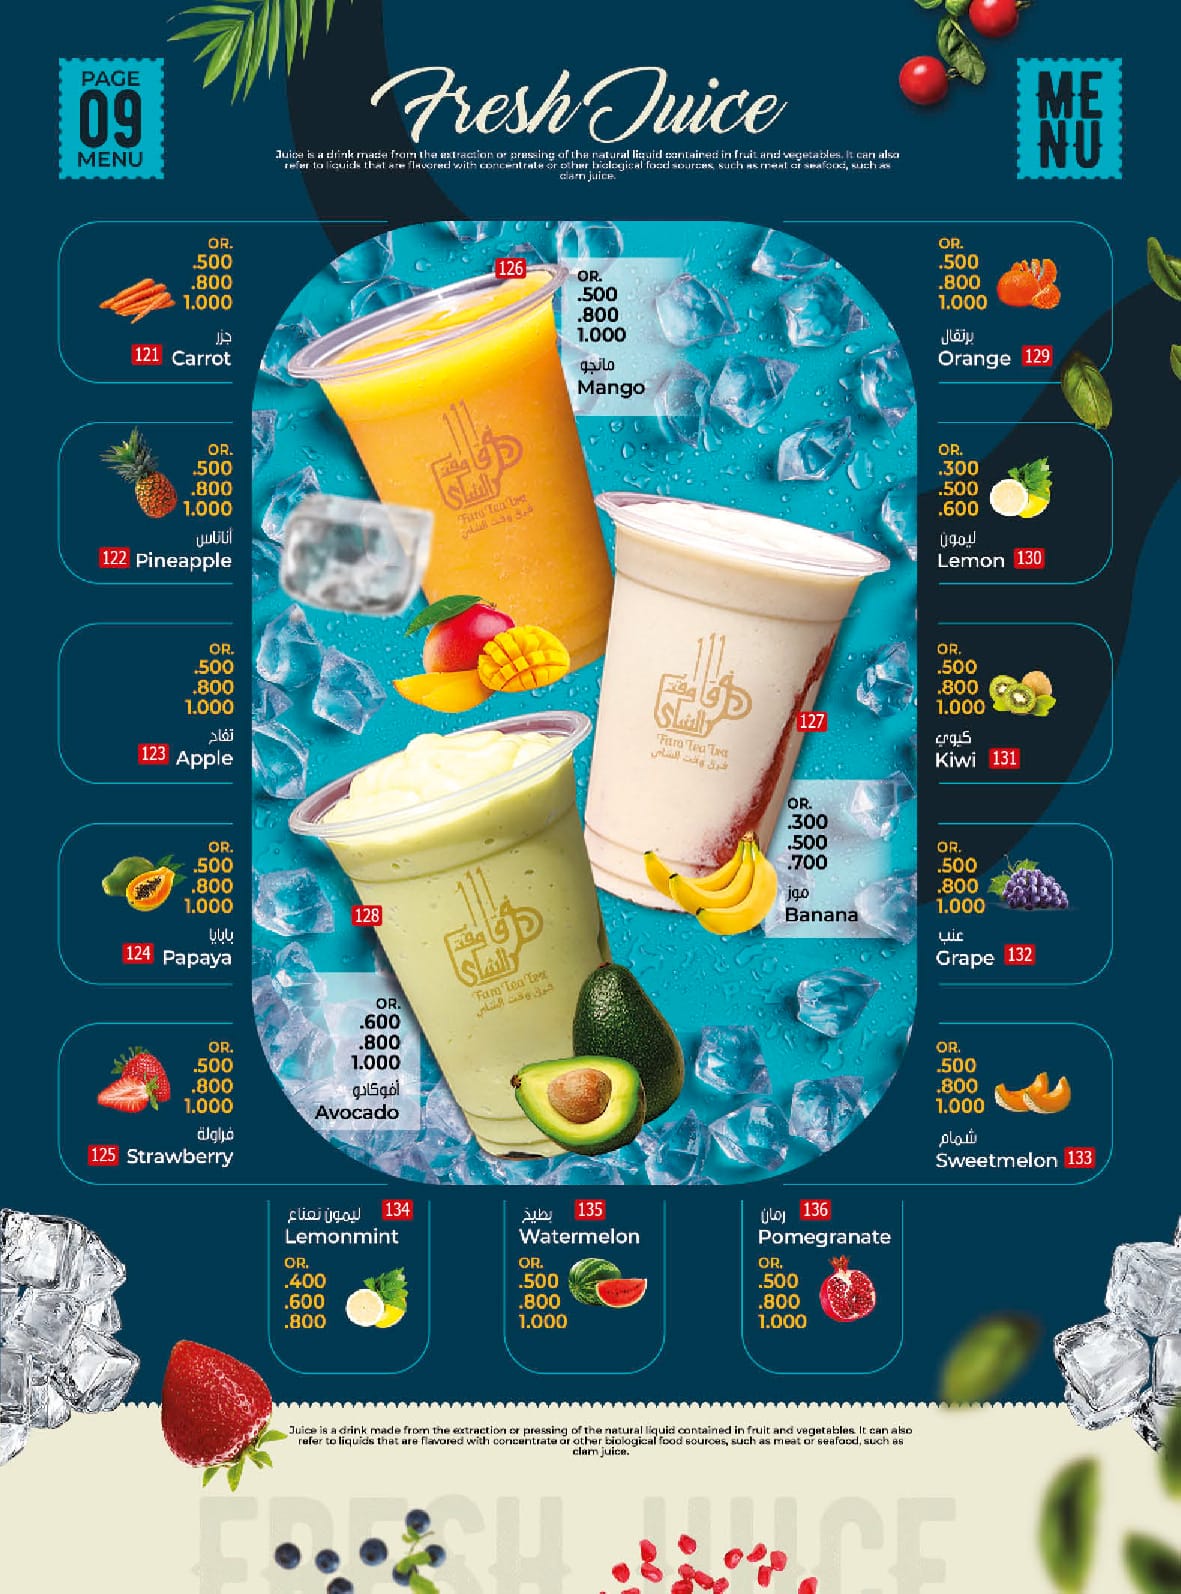 PAGE
09
MENU
Fresh Juice
ME
NU
Juice is a drink made from the extraction or pressing of the natural liquid contained in fruit and vegetables. It can also
refer to liquids that are flavored with concentrate or other biological food sources, such as meat or seafood, such as
clam juice.
OR.
.500
.800
1.000
جزر
121 Carrot
OR.
.500
.800
1.000
أناناس
122 Pineapple
OR.
.500
.800
1.000
تفاح
123 Apple
OR.
.500
.800
1.000
بابايا
124 Papaya
OR.
.500
.800
1.000
فراولة
125 Strawberry
126
OR.
.500
.800
1.000
مانجو
Mango
فرق وقت الشاي
Farq Tea Time
فرق وقت الشاي
127
OR.
.300
.500
.700
موز
Banana
128
OR.
.600
.800
1.000
أفوكادو
Avocado
OR.
.500
.800
1.000
برتقال
Orange 129
OR.
.300
.500
.600
ليمون
Lemon 130
OR.
.500
.800
1.000
كيوي
Kiwi 131
OR.
.500
.800
1.000
عنب
Grape 132
OR.
.500
.800
1.000
شمام
Sweetmelon 133
ليمون نعناع 134
Lemonmint
OR.
.400
.600
.800
بطيخ 135
Watermelon
OR.
.500
.800
1.000
رمان 136
Pomegranate
OR.
.500
.800
1.000
Juice is a drink made from the extraction or pressing of the natural liquid contained in fruit and vegetables. It can also
refer to liquids that are flavored with concentrate or other biological food sources, such as meat or seafood, such as
clam juice.
FRESH JUICE